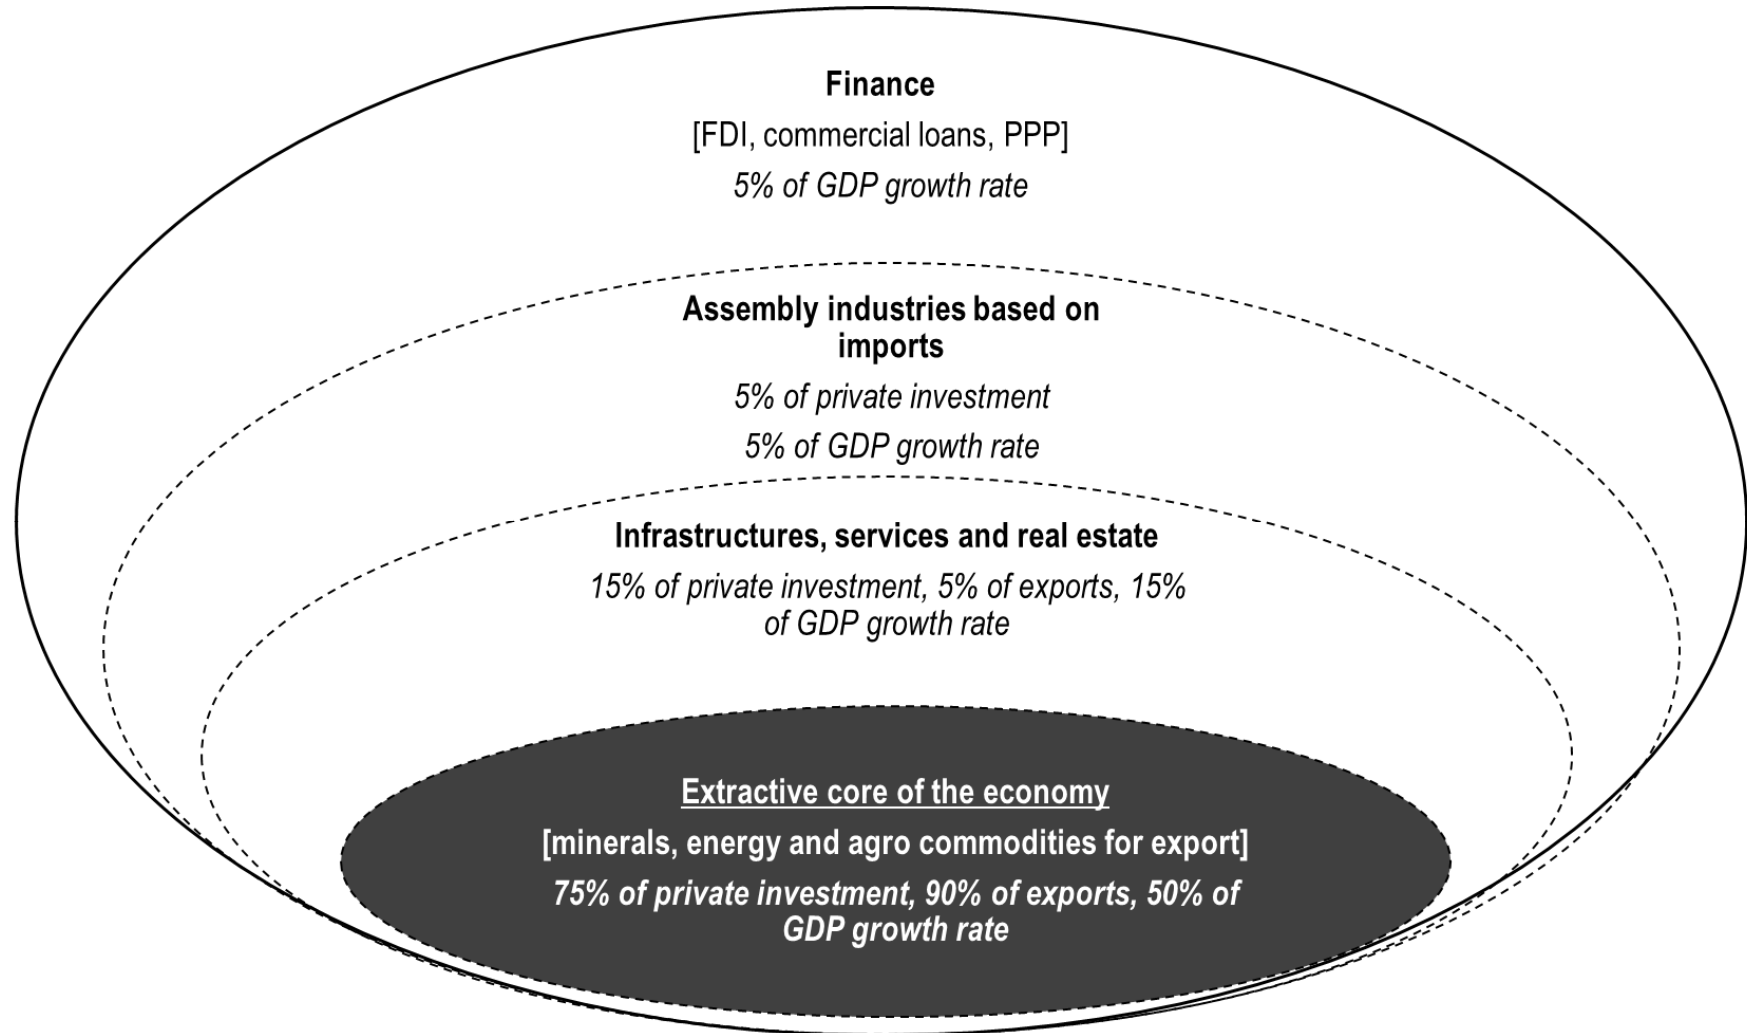 Finance
[FDI, commercial loans, PPP]
5% of GDP growth rate
Assembly industries based on
imports
5% of private investment
5% of GDP growth rate
Infrastructures, services and real estate
15% of private investment, 5% of exports, 15%
of GDP growth rate
Extractive core of the economy
[minerals, energy and agro commodities for export]
75% of private investment, 90% of exports, 50% of
GDP growth rate